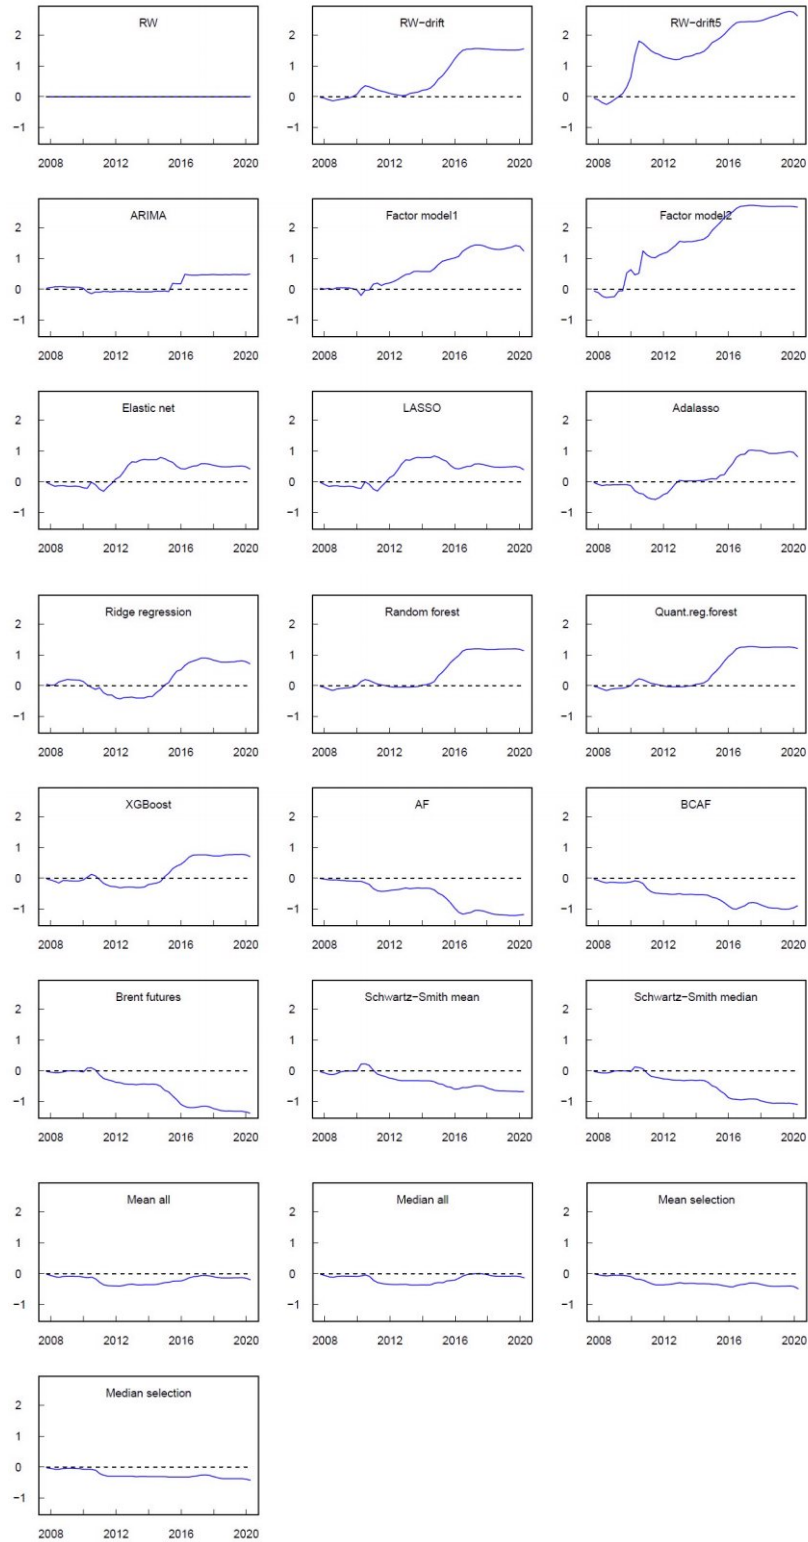 RW
RW-drift
RW-drift5
2 2 2
1 1 1
0 0 0
−1 −1 −1
2008 2012 2016 2020 2008 2012 2016 2020 2008 2012 2016 2020
ARIMA
Factor model1
Factor model2
2 2 2
1 1 1
0 0 0
−1 −1 −1
2008 2012 2016 2020 2008 2012 2016 2020 2008 2012 2016 2020
Elastic net
LASSO
Adalasso
2 2 2
1 1 1
0 0 0
−1 −1 −1
2008 2012 2016 2020 2008 2012 2016 2020 2008 2012 2016 2020
Ridge regression
Random forest
Quant.reg.forest
2 2 2
1 1 1
0 0 0
−1 −1 −1
2008 2012 2016 2020 2008 2012 2016 2020 2008 2012 2016 2020
XGBoost
AF
BCAF
2 2 2
1 1 1
0 0 0
−1 −1 −1
2008 2012 2016 2020 2008 2012 2016 2020 2008 2012 2016 2020
Brent futures
Schwartz−Smith mean
Schwartz−Smith median
2 2 2
1 1 1
0 0 0
−1 −1 −1
2008 2012 2016 2020 2008 2012 2016 2020 2008 2012 2016 2020
Mean all
Median all
Mean selection
2 2 2
1 1 1
0 0 0
−1 −1 −1
2008 2012 2016 2020 2008 2012 2016 2020 2008 2012 2016 2020
Median selection
2
1
0
−1
2008 2012 2016 2020